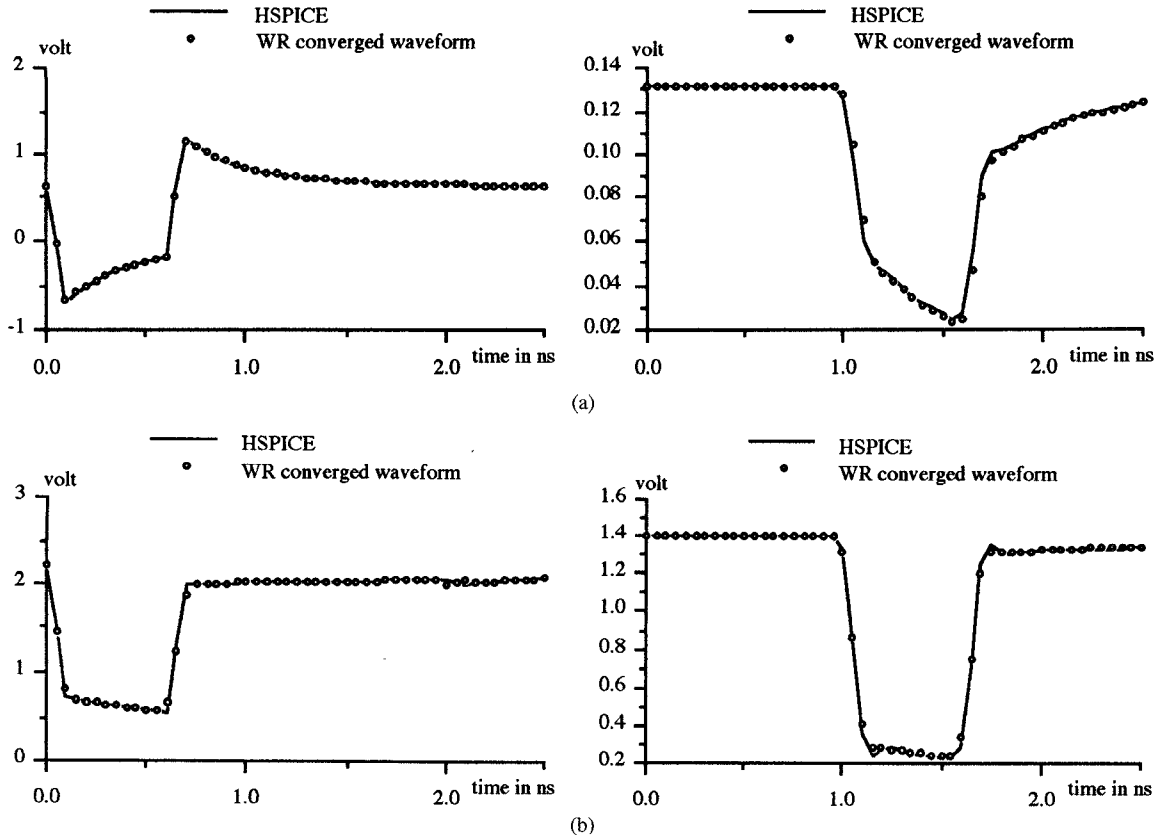 HSPICE
WR converged waveform
volt
2
1
0
-1
0.0
1.0
2.0
time in ns
HSPICE
WR converged waveform
volt
0.14
0.12
0.10
0.08
0.06
0.04
0.02
0.0
1.0
2.0
time in ns
(a)
HSPICE
WR converged waveform
volt
3
2
1
0
0.0
1.0
2.0
time in ns
HSPICE
WR converged waveform
volt
1.6
1.4
1.2
1.0
0.8
0.6
0.4
0.2
0.0
1.0
2.0
time in ns
(b)